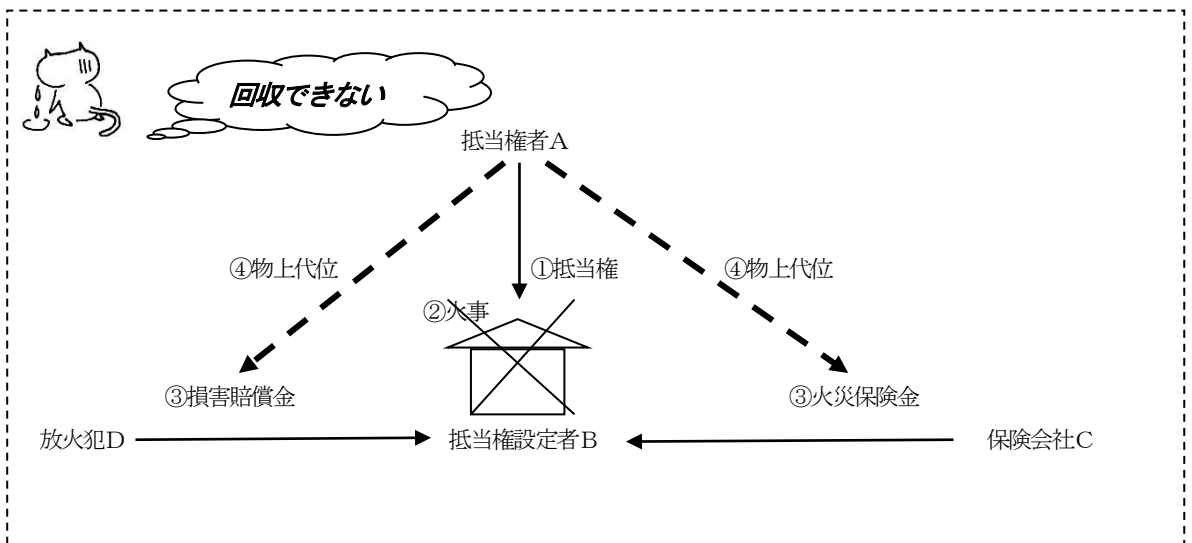 回収できない
抵当権者A
④物上代位
①抵当権
④物上代位
②火事
③損害賠償金
③火災保険金
放火犯D
抵当権設定者B
保険会社C